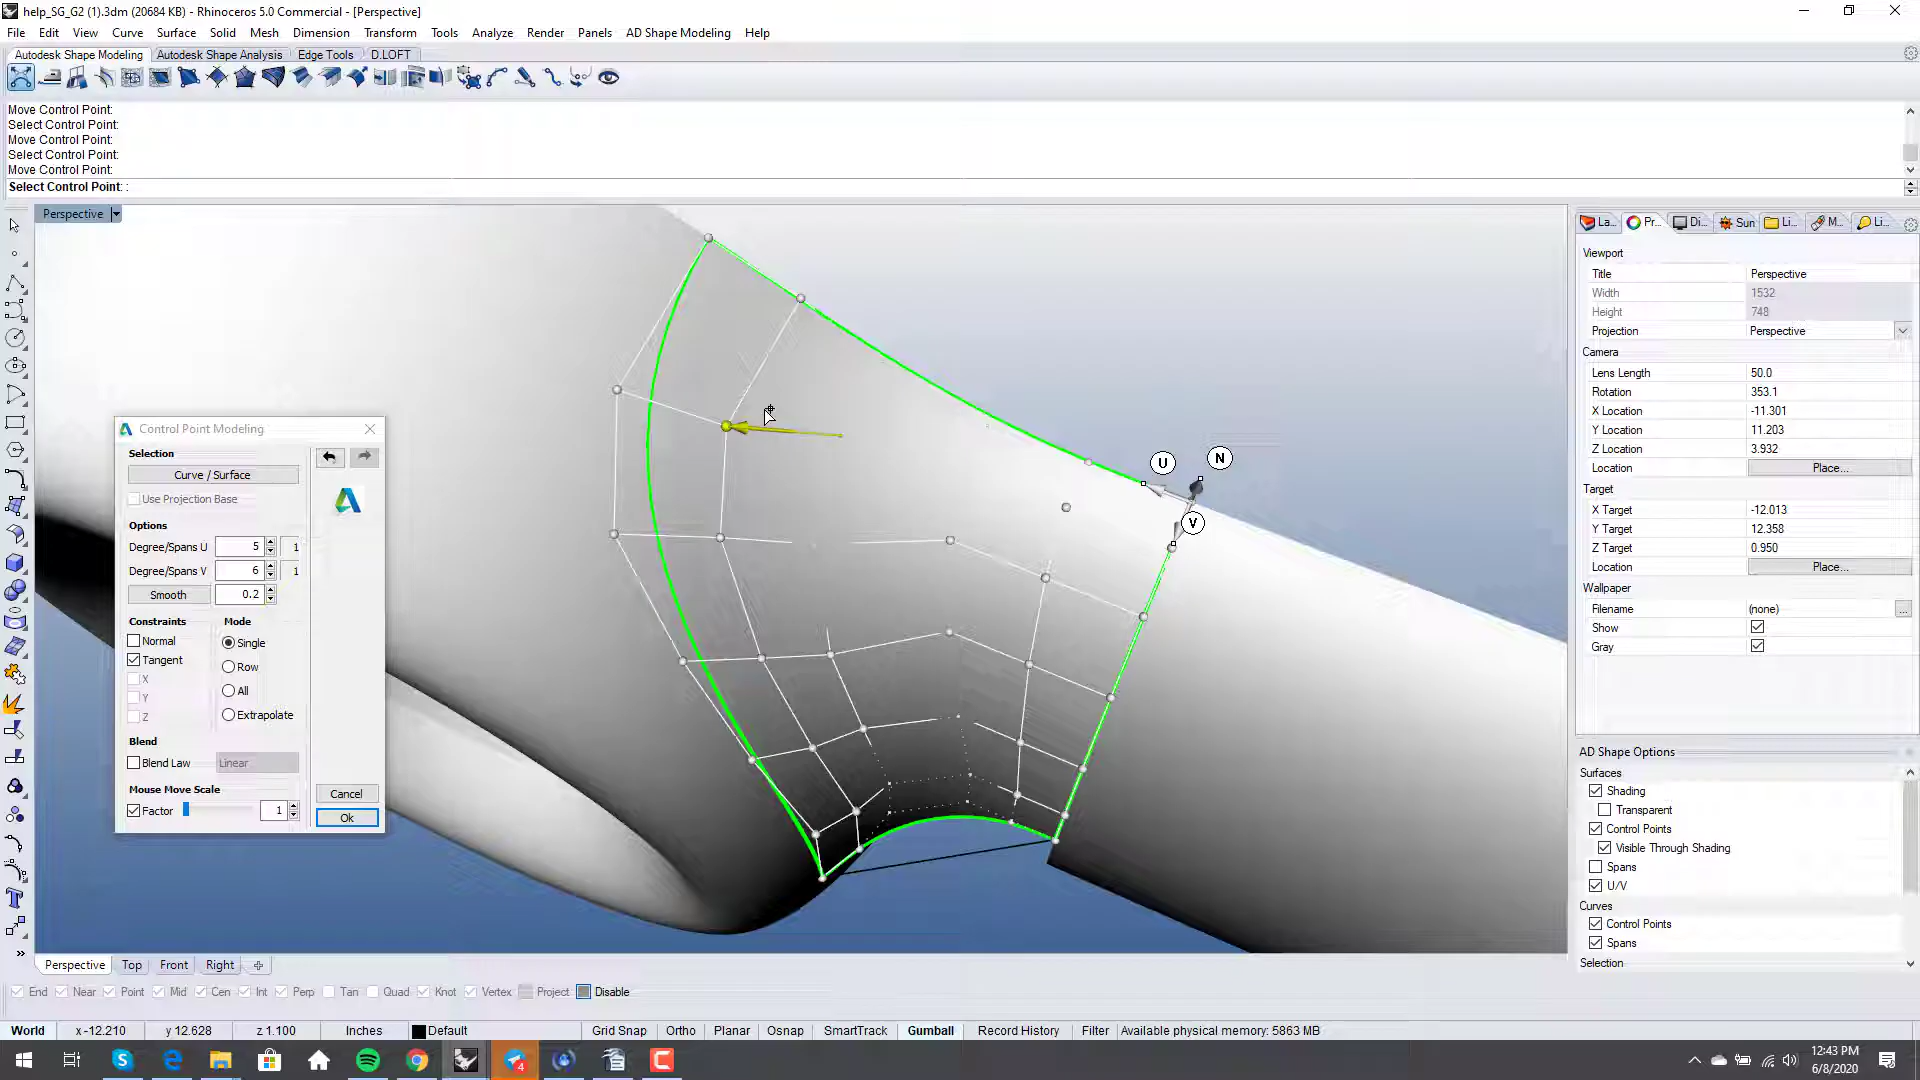 help_SG_G2 (1).3dm (20684 KB) - Rhinoceros 5.0 Commercial - [Perspective]
File Edit View Curve Surface Solid Mesh Dimension Transform Tools Analyze Render Panels AD Shape Modeling Help
Autodesk Shape Modeling Autodesk Shape Analysis Edge Tools D.LOFT
Move Control Point:
Select Control Point:
Move Control Point:
Select Control Point:
Move Control Point:
Select Control Point: :
Perspective
La... Pr... Di... Sun Li... M... Li...
Viewport
Title Perspective
Width 1532
Height 748
Projection Perspective
Camera
Lens Length 50.0
Rotation 353.1
X Location -11.301
Y Location 11.203
Z Location 3.932
Location Place...
Target
X Target -12.013
Y Target 12.358
Z Target 0.950
Location Place...
Wallpaper
Filename (none) ...
Show
Gray
U N
V
Control Point Modeling
Selection
Curve / Surface
Use Projection Base
Options
Degree/Spans U 5 1
Degree/Spans V 6 1
Smooth 0.2
Constraints Mode
Normal Single
Tangent Row
X
Y All
Z Extrapolate
Blend
Blend Law Linear
Mouse Move Scale
Factor 1
Cancel
Ok
AD Shape Options
Surfaces
Shading
Transparent
Control Points
Visible Through Shading
Spans
U/V
Curves
Control Points
Spans
Selection
Perspective Top Front Right
End Near Point Mid Cen Int Perp Tan Quad Knot Vertex Project Disable
World x -12.210 y 12.628 z 1.100 Inches Default Grid Snap Ortho Planar Osnap SmartTrack Gumball Record History Filter Available physical memory: 5863 MB
4
12:43 PM
6/8/2020